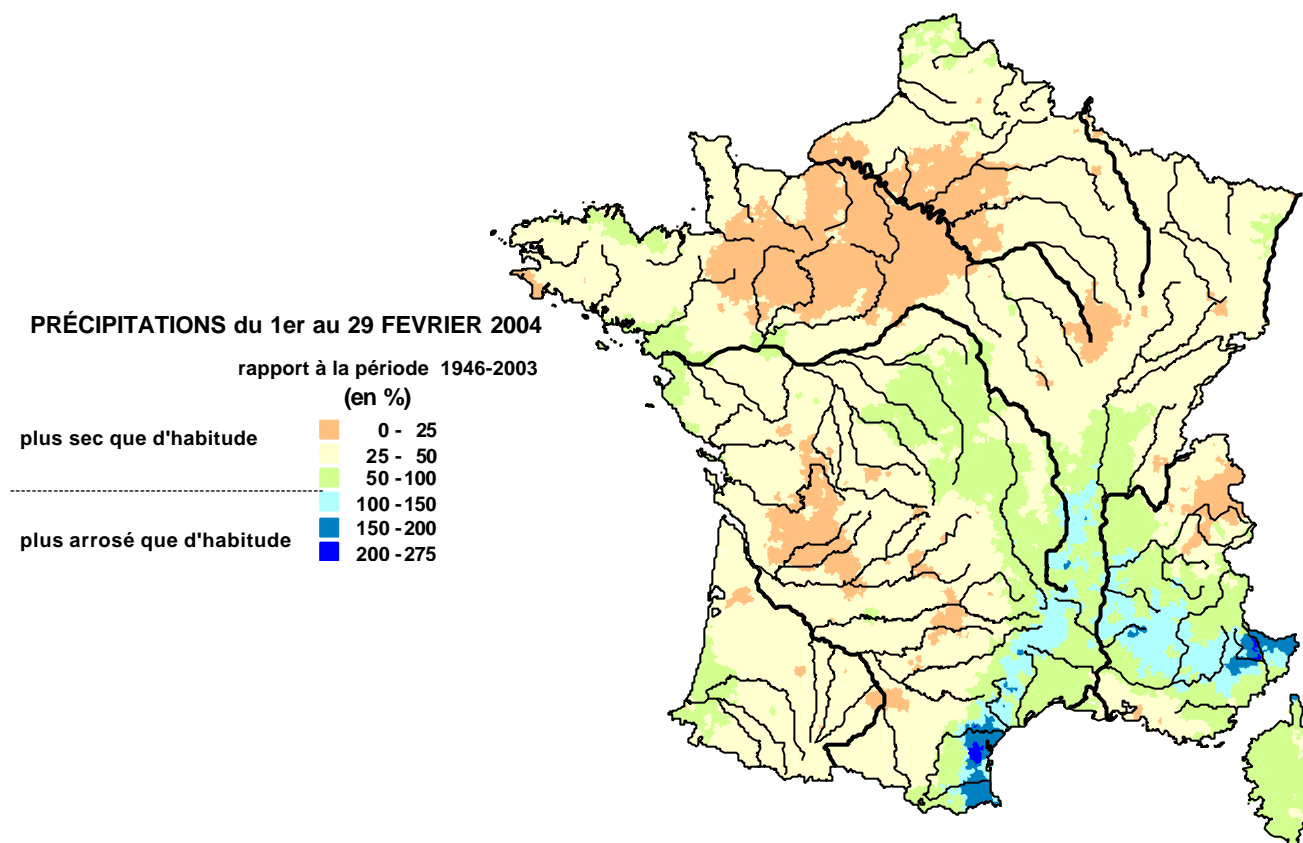 PRÉCIPITATIONS du 1er au 29 FEVRIER 2004
rapport à la période 1946-2003
(en %)
plus sec que d'habitude
0 - 25
25 - 50
50 -100
100 -150
plus arrosé que d'habitude
150 -200
200 -275